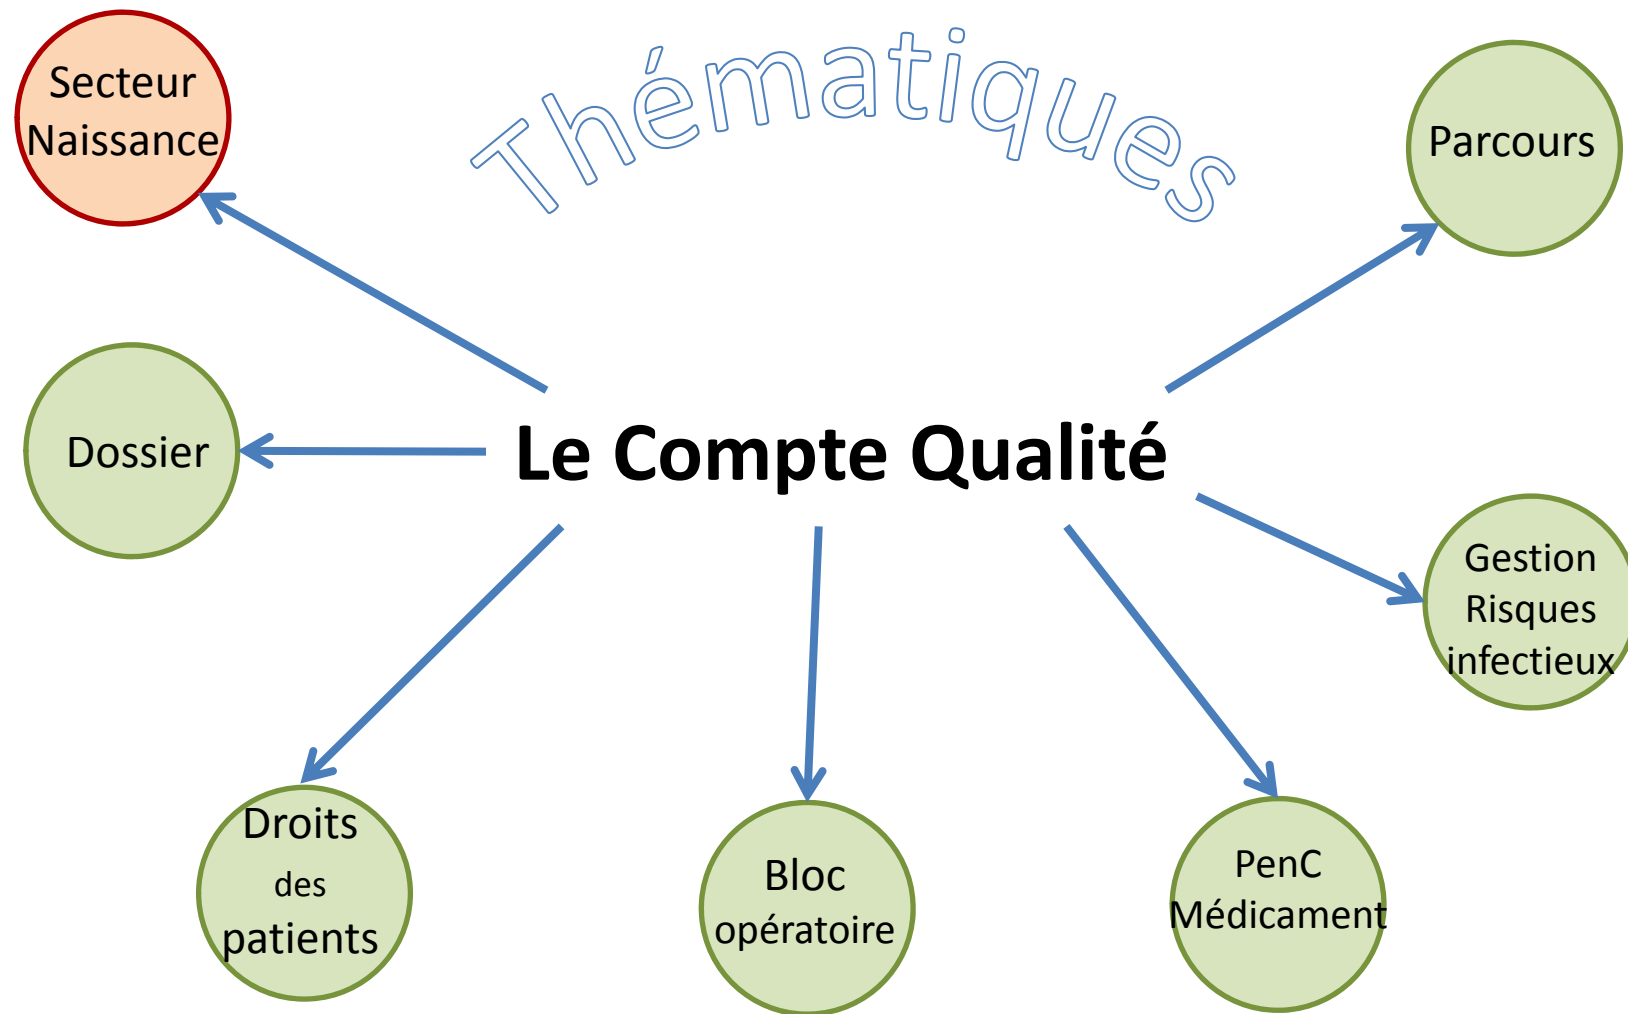 Thématiques
Secteur
Naissance
Parcours
Dossier
Le Compte Qualité
Gestion
Risques
infectieux
Droits
des
patients
Bloc
opératoire
PenC
Médicament